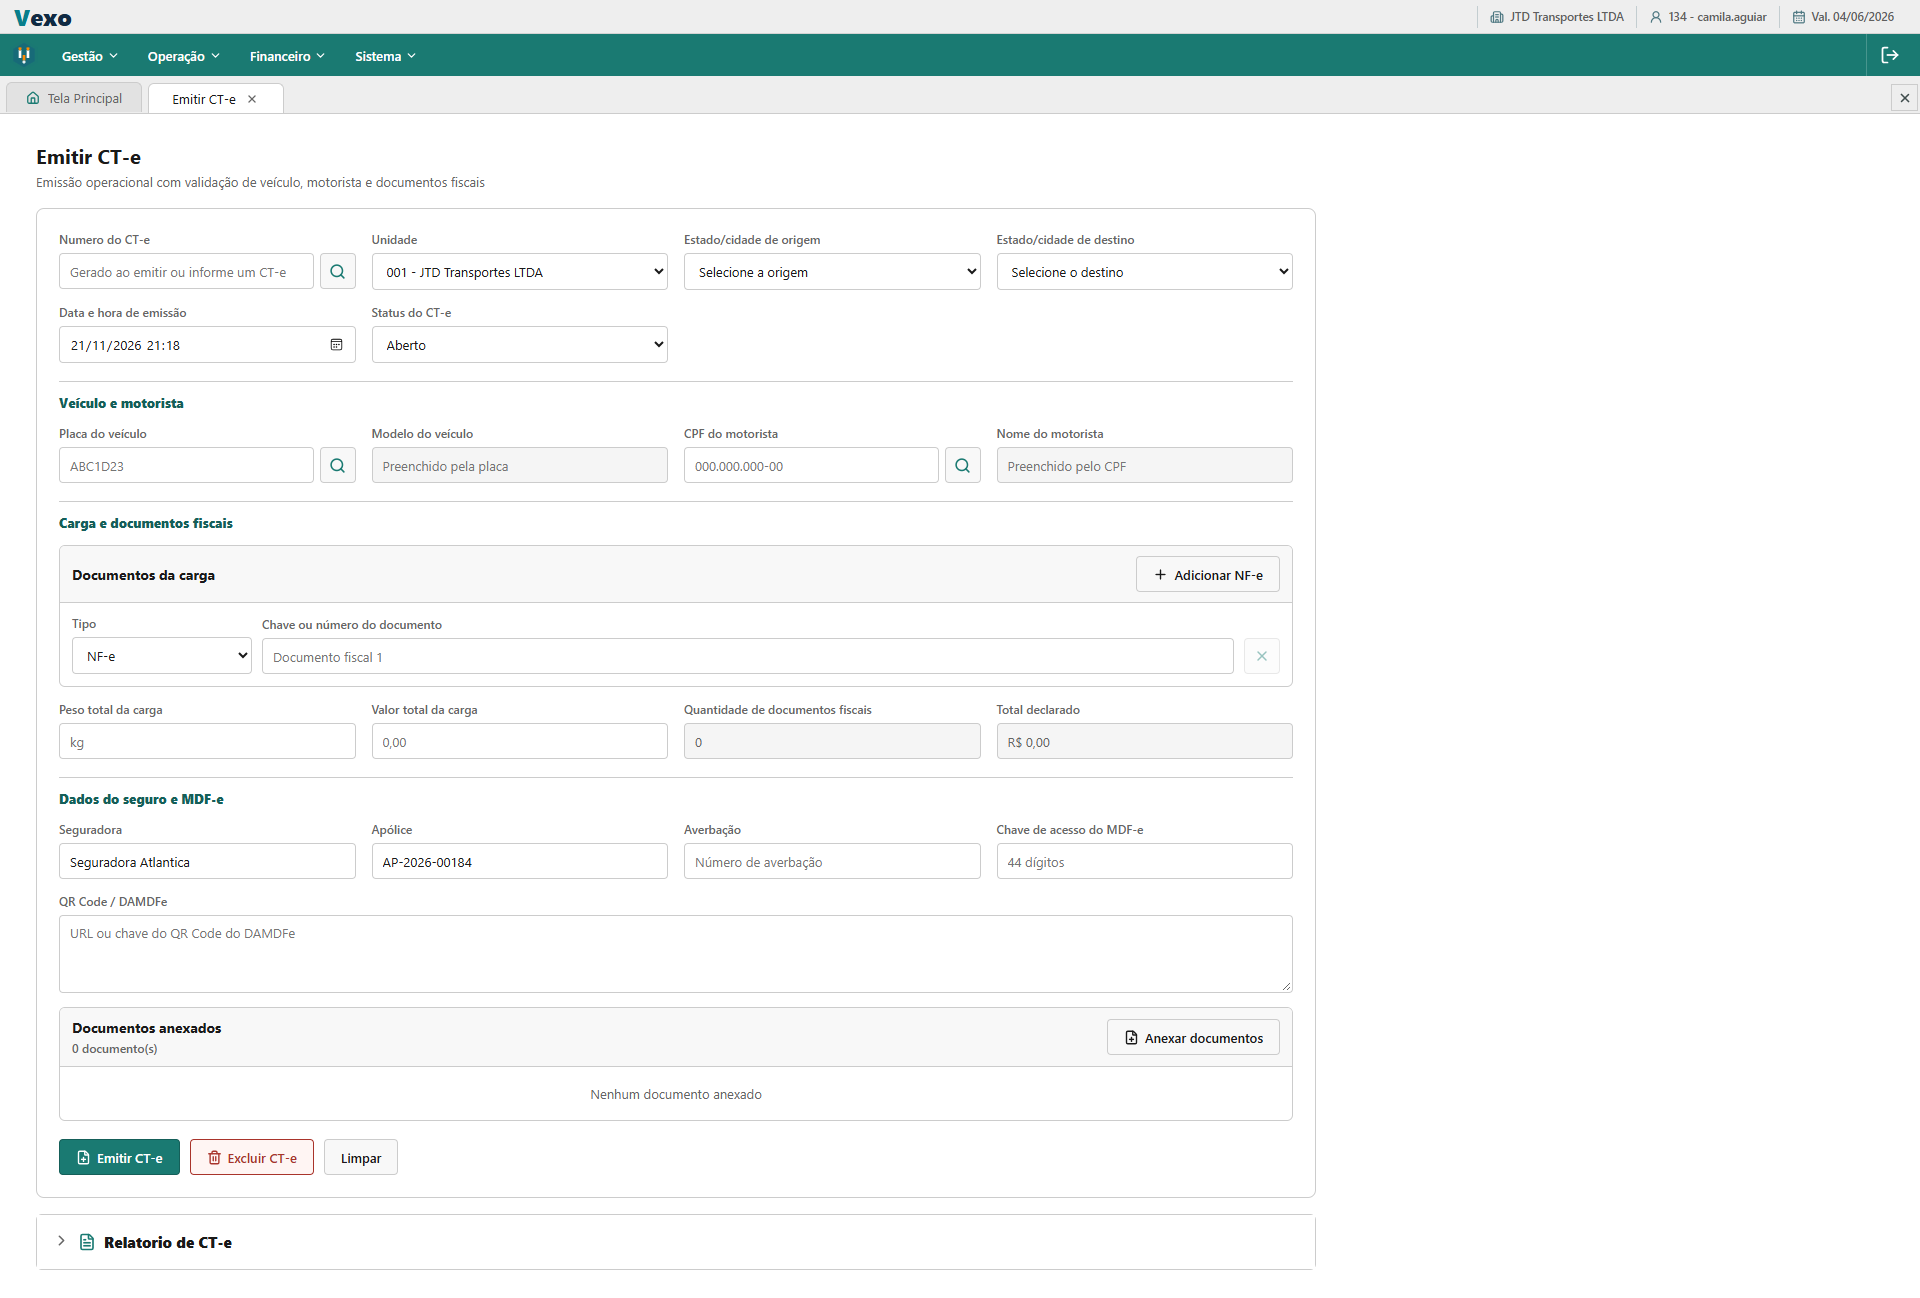 Vexo
JTD Transportes LTDA
134 - camila.aguiar
Val. 04/06/2026
Gestão
Operação
Financeiro
Sistema
Tela Principal
Emitir CT-e
Emitir CT-e
Emissão operacional com validação de veículo, motorista e documentos fiscais
Numero do CT-e
Unidade
Estado/cidade de origem
Estado/cidade de destino
Gerado ao emitir ou informe um CT-e
001 - JTD Transportes LTDA
Selecione a origem
Selecione o destino
Data e hora de emissão
Status do CT-e
21/11/2026 21:18
Aberto
Veículo e motorista
Placa do veículo
Modelo do veículo
CPF do motorista
Nome do motorista
ABC1D23
Preenchido pela placa
000.000.000-00
Preenchido pelo CPF
Carga e documentos fiscais
Documentos da carga
Adicionar NF-e
Tipo
Chave ou número do documento
NF-e
Documento fiscal 1
Peso total da carga
Valor total da carga
Quantidade de documentos fiscais
Total declarado
kg
0,00
0
R$ 0,00
Dados do seguro e MDF-e
Seguradora
Apólice
Averbação
Chave de acesso do MDF-e
Seguradora Atlantica
AP-2026-00184
Número de averbação
44 dígitos
QR Code / DAMDFe
URL ou chave do QR Code do DAMDFe
Documentos anexados
0 documento(s)
Anexar documentos
Nenhum documento anexado
Emitir CT-e
Excluir CT-e
Limpar
Relatorio de CT-e